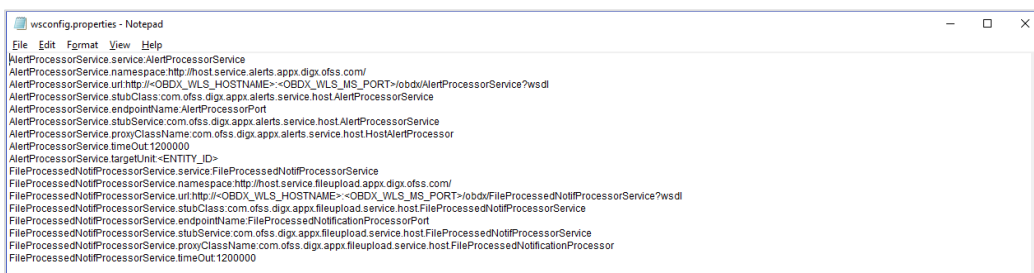 wsconfig.properties - Notepad
File Edit Format View Help
AlertProcessorService.service:AlertProcessorService
AlertProcessorService.namespace:http://host.service.alerts.appx.digx.ofss.com/
AlertProcessorService.url:http://<OBDX_WLS_HOSTNAME>:<OBDX_WLS_MS_PORT>/obdx/AlertProcessorService?wsdl
AlertProcessorService.stubClass:com.ofss.digx.appx.alerts.service.host.AlertProcessorService
AlertProcessorService.endpointName:AlertProcessorPort
AlertProcessorService.stubService:com.ofss.digx.appx.alerts.service.host.AlertProcessorService
AlertProcessorService.proxyClassName:com.ofss.digx.appx.alerts.service.host.HostAlertProcessor
AlertProcessorService.timeOut:1200000
AlertProcessorService.targetUnit:<ENTITY_ID>
FileProcessedNotifProcessorService.service:FileProcessedNotifProcessorService
FileProcessedNotifProcessorService.namespace:http://host.service.fileupload.appx.digx.ofss.com/
FileProcessedNotifProcessorService.url:http://<OBDX_WLS_HOSTNAME>:<OBDX_WLS_MS_PORT>/obdx/FileProcessedNotifProcessorService?wsdl
FileProcessedNotifProcessorService.stubClass:com.ofss.digx.appx.fileupload.service.host.FileProcessedNotifProcessorService
FileProcessedNotifProcessorService.endpointName:FileProcessedNotificationProcessorPort
FileProcessedNotifProcessorService.stubService:com.ofss.digx.appx.fileupload.service.host.FileProcessedNotifProcessorService
FileProcessedNotifProcessorService.proxyClassName:com.ofss.digx.appx.fileupload.service.host.FileProcessedNotificationProcessor
FileProcessedNotifProcessorService.timeOut:1200000